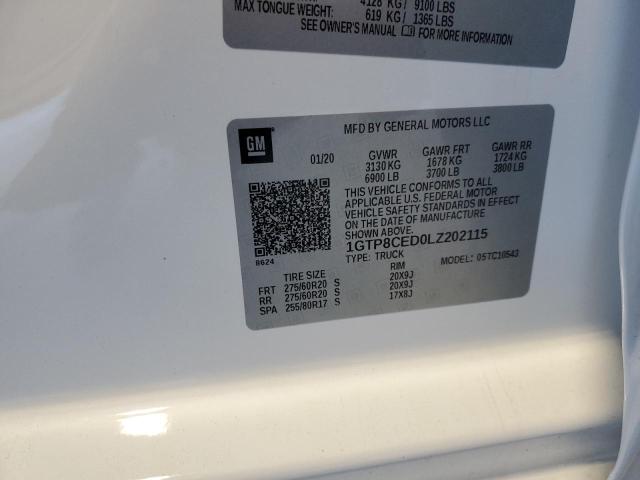 4128 KG/ 9100 LBS
MAX TONGUE WEIGHT: 619 KG / 1365 LBS
SEE OWNER'S MANUAL FOR MORE INFORMATION
GM
MFD BY GENERAL MOTORS LLC
01/20 GVWR GAWR FRT GAWR RR
3130 KG 1678 KG 1724 KG
6900 LB 3700 LB 3800 LB
THIS VEHICLE CONFORMS TO ALL
APPLICABLE U.S. FEDERAL MOTOR
VEHICLE SAFETY STANDARDS IN
EFFECT ON THE DATE OF MANUFACTURE
SHOWN ABOVE.
1GTP8CED0LZ202115
8624
TYPE: TRUCK MODEL: 05TC10543
TIRE SIZE RIM
FRT 275/60R20 S 20X9J
RR 275/60R20 S 20X9J
SPA 255/80R17 S 17X8J